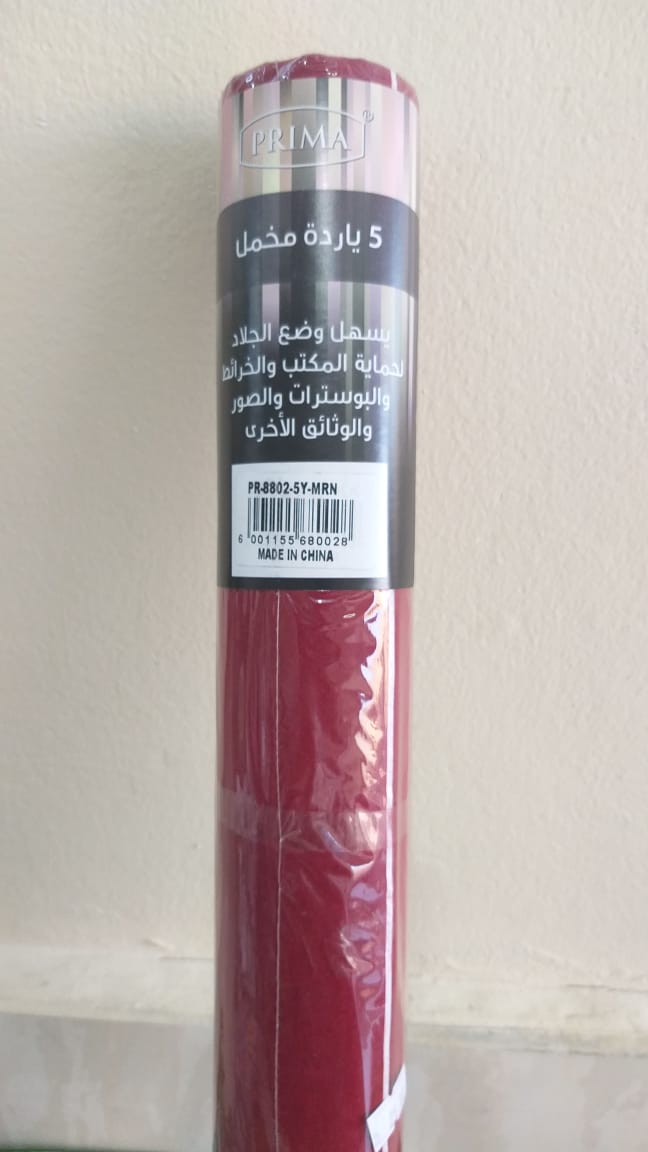 PRIMA®
5 ياردة مخمل
يسهل وضع الجلاد
لحماية المكتب والخرائط
والبوسترات والصور
والوثائق الأخرى
PR-8802-5Y-MRN
6 001155 680028
MADE IN CHINA